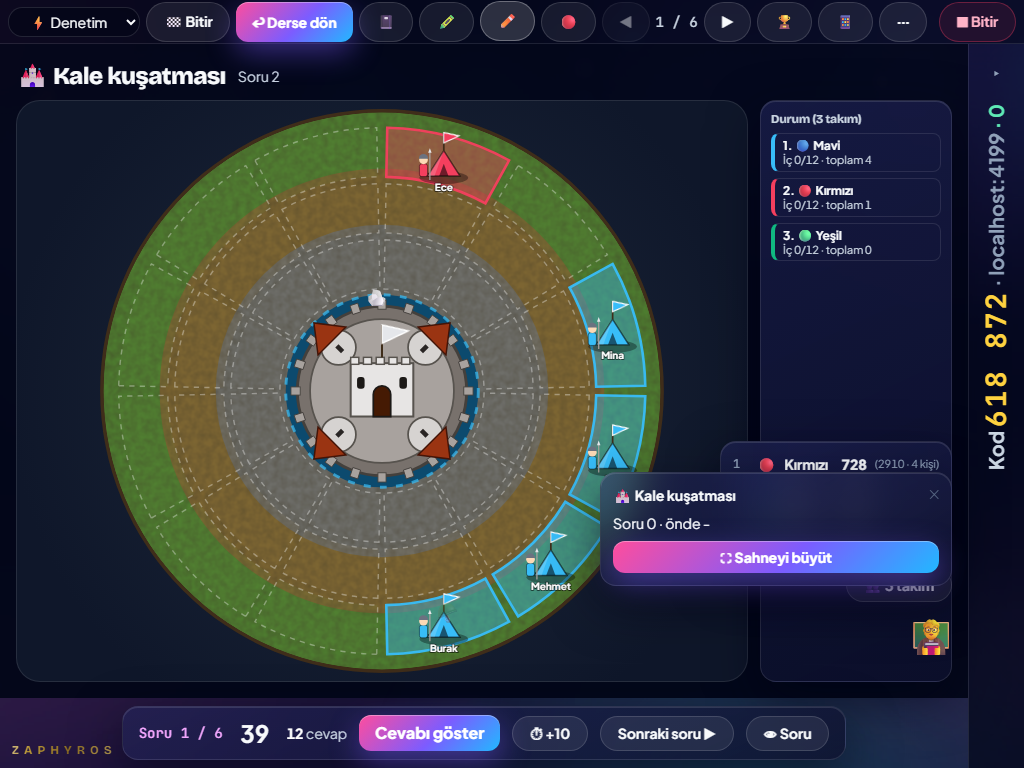 Denetim
Bitir
Derse dön
1 / 6
Bitir
Kale kuşatması
Soru 2
Ece
Mina
Mehmet
Burak
Durum (3 takım)
1. Mavi
İç 0/12 · toplam 4
2. Kırmızı
İç 0/12 · toplam 1
3. Yeşil
İç 0/12 · toplam 0
1 Kırmızı 728 (2910 · 4 kişi)
Kale kuşatması
Soru 0 · önde -
Sahneyi büyüt
3 takım
Kod 618 872 · localhost:4199 · 0
ZAPHYROS
Soru 1 / 6
39
12 cevap
Cevabı göster
+10
Sonraki soru
Soru